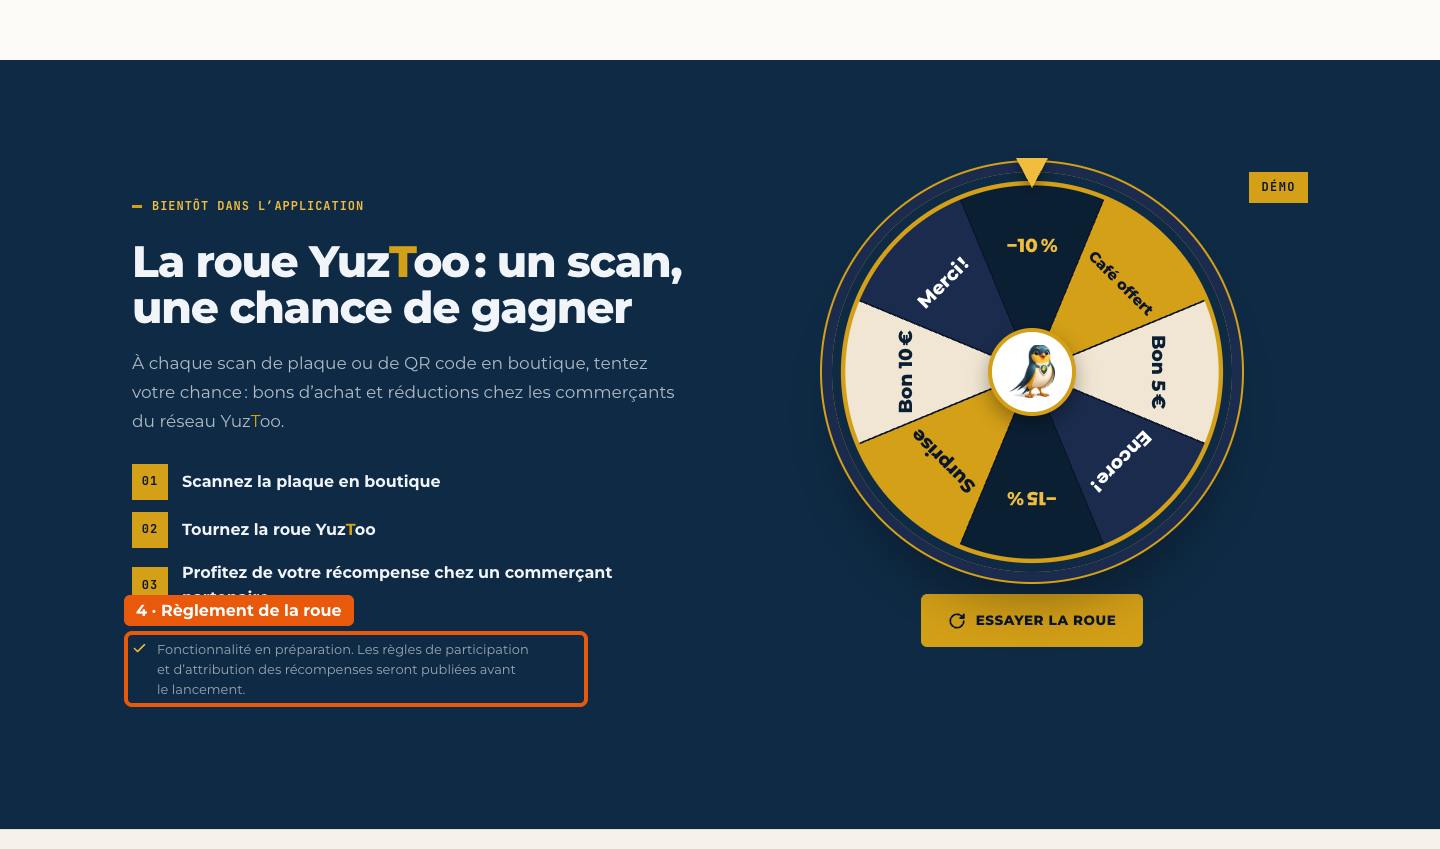 BIENTÔT DANS L’APPLICATION
La roue YuzToo : un scan,
une chance de gagner
À chaque scan de plaque ou de QR code en boutique, tentez
votre chance : bons d’achat et réductions chez les commerçants
du réseau YuzToo.
01 Scannez la plaque en boutique
02 Tournez la roue YuzToo
03 Profitez de votre récompense chez un commerçant
4 · Règlement de la roue
Fonctionnalité en préparation. Les règles de participation
et d’attribution des récompenses seront publiées avant
le lancement.
DÉMO
−10 %
Café offert
Bon 5 €
Encore !
−15 %
Surprise
Bon 10 €
Merci !
ESSAYER LA ROUE